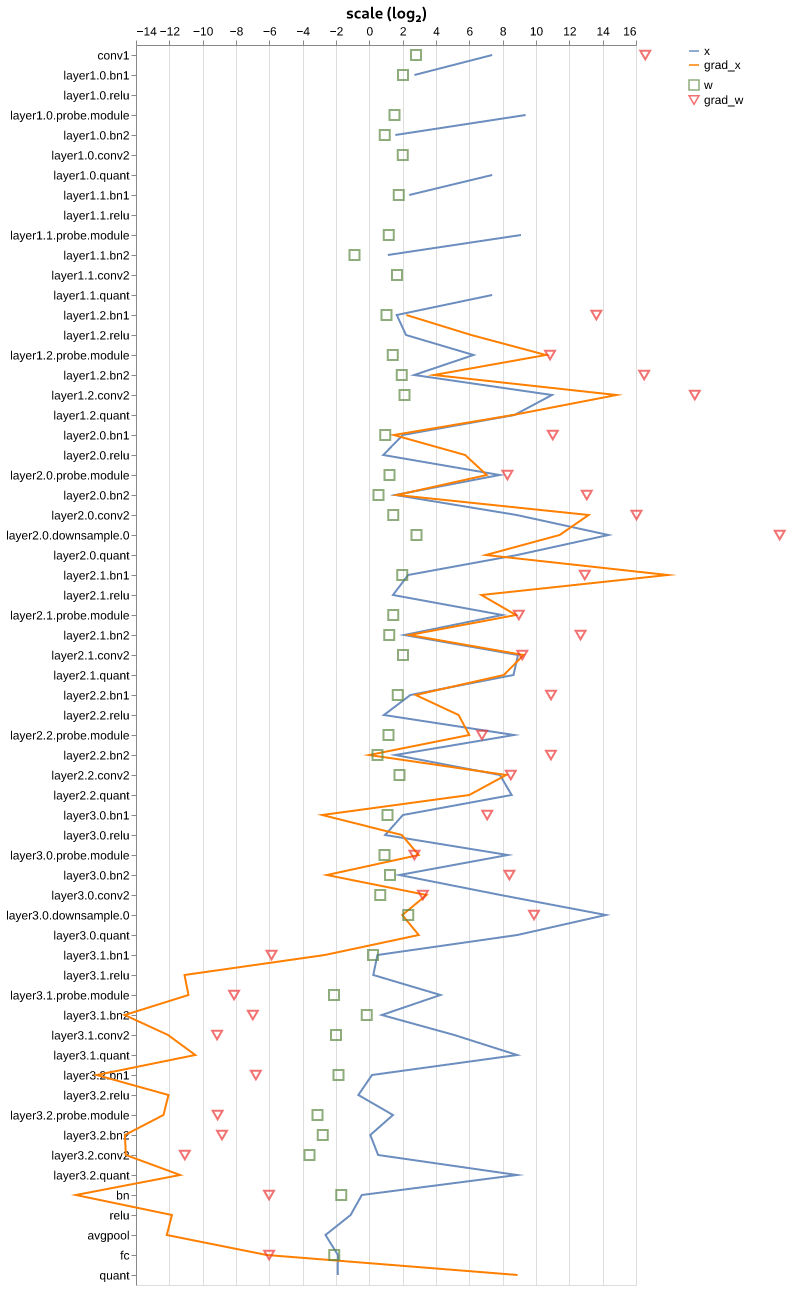 scale (log₂)
−14 −12 −10 −8 −6 −4 −2 0 2 4 6 8 10 12 14 16
x
grad_x
w
grad_w
conv1
layer1.0.bn1
layer1.0.relu
layer1.0.probe.module
layer1.0.bn2
layer1.0.conv2
layer1.0.quant
layer1.1.bn1
layer1.1.relu
layer1.1.probe.module
layer1.1.bn2
layer1.1.conv2
layer1.1.quant
layer1.2.bn1
layer1.2.relu
layer1.2.probe.module
layer1.2.bn2
layer1.2.conv2
layer1.2.quant
layer2.0.bn1
layer2.0.relu
layer2.0.probe.module
layer2.0.bn2
layer2.0.conv2
layer2.0.downsample.0
layer2.0.quant
layer2.1.bn1
layer2.1.relu
layer2.1.probe.module
layer2.1.bn2
layer2.1.conv2
layer2.1.quant
layer2.2.bn1
layer2.2.relu
layer2.2.probe.module
layer2.2.bn2
layer2.2.conv2
layer2.2.quant
layer3.0.bn1
layer3.0.relu
layer3.0.probe.module
layer3.0.bn2
layer3.0.conv2
layer3.0.downsample.0
layer3.0.quant
layer3.1.bn1
layer3.1.relu
layer3.1.probe.module
layer3.1.bn2
layer3.1.conv2
layer3.1.quant
layer3.2.bn1
layer3.2.relu
layer3.2.probe.module
layer3.2.bn2
layer3.2.conv2
layer3.2.quant
bn
relu
avgpool
fc
quant